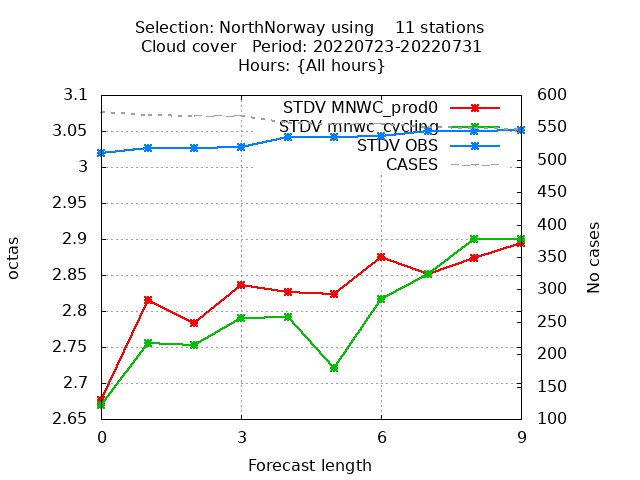 Selection: NorthNorway using    11 stations
Cloud cover   Period: 20220723-20220731
Hours: {All hours}
3.1
3.05
3
2.95
2.9
2.85
2.8
2.75
2.7
2.65
octas
STDV MNWC_prod0
STDV mnwc_cycling
STDV OBS
CASES
600
550
500
450
400
350
300
250
200
150
100
No cases
0 3 6 9
Forecast length